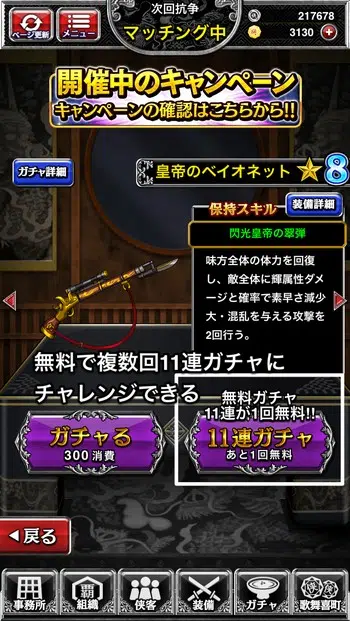 次回抗争
マッチング中
217678
3130
ページ更新
メニュー
開催中のキャンペーン
キャンペーンの確認はこちらから!!
ガチャ詳細
皇帝のベイオネット
8
保持スキル
装備詳細
閃光皇帝の翠弾
味方全体の体力を回復
し、敵全体に輝属性ダメ
ージと確率で素早さ減少
大・混乱を与える攻撃を
2回行う。
無料で複数回11連ガチャに
チャレンジできる
無料ガチャ
11連が1回無料!!
ガチャる
300消費
11連ガチャ
あと1回無料
戻る
事務所
覇
組織
侠客
装備
ガチャ
歌舞喜町